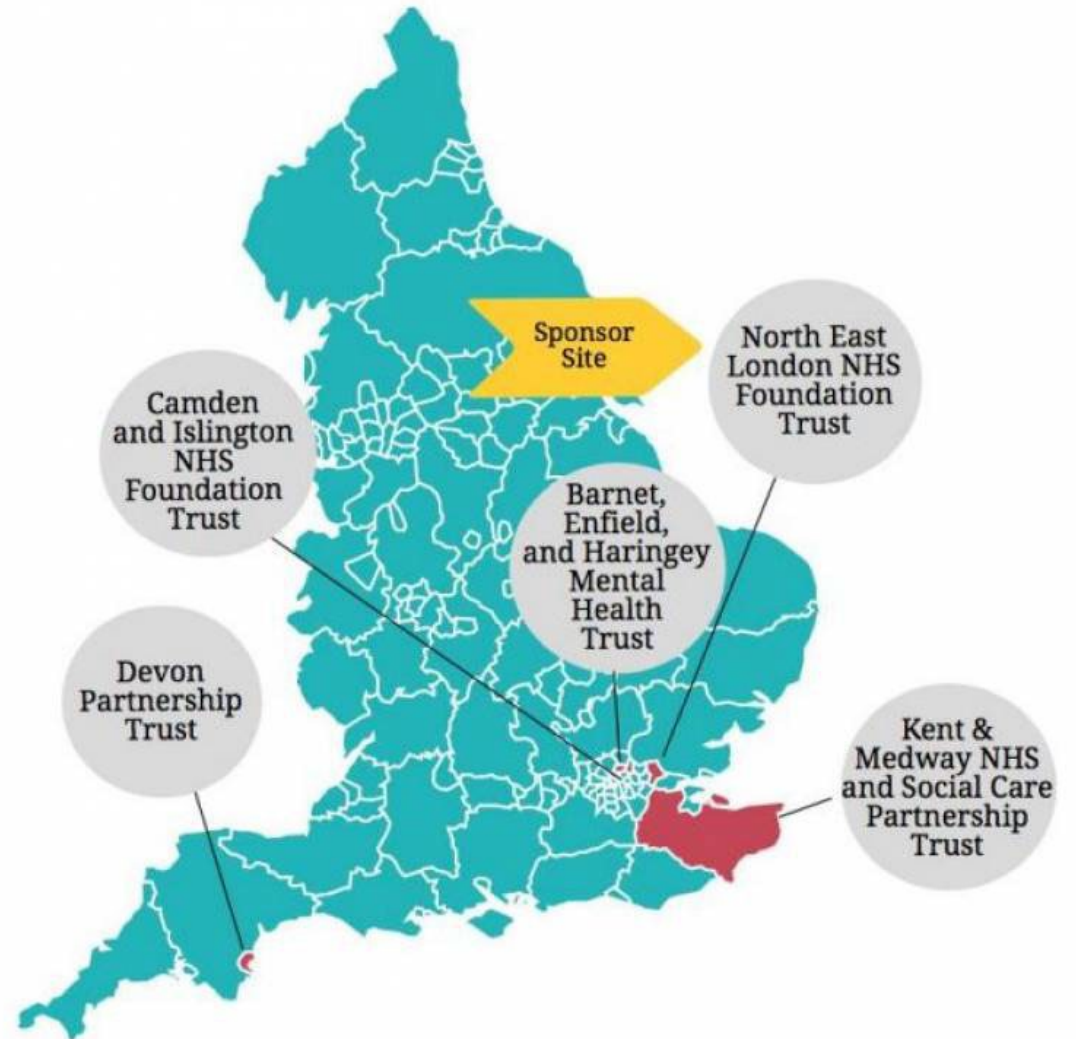 Sponsor
Site
North East
London NHS
Foundation
Trust
Camden
and Islington
NHS
Foundation
Trust
Barnet,
Enfield,
and Haringey
Mental
Health
Trust
Devon
Partnership
Trust
Kent &
Medway NHS
and Social Care
Partnership
Trust